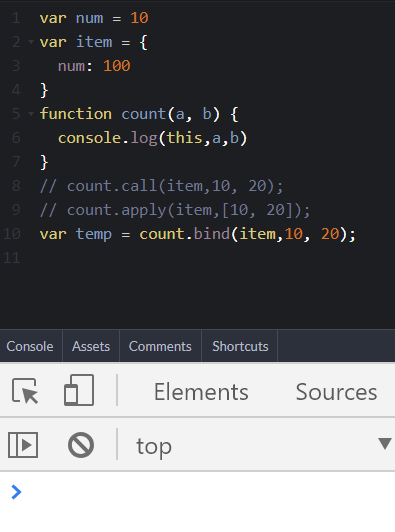 1 var num = 10
2 var item = {
3 num: 100
4 }
5 function count(a, b) {
6 console.log(this,a,b)
7 }
8 // count.call(item,10, 20);
9 // count.apply(item,[10, 20]);
10 var temp = count.bind(item,10, 20);
11
Console Assets Comments Shortcuts
Elements Sources
top